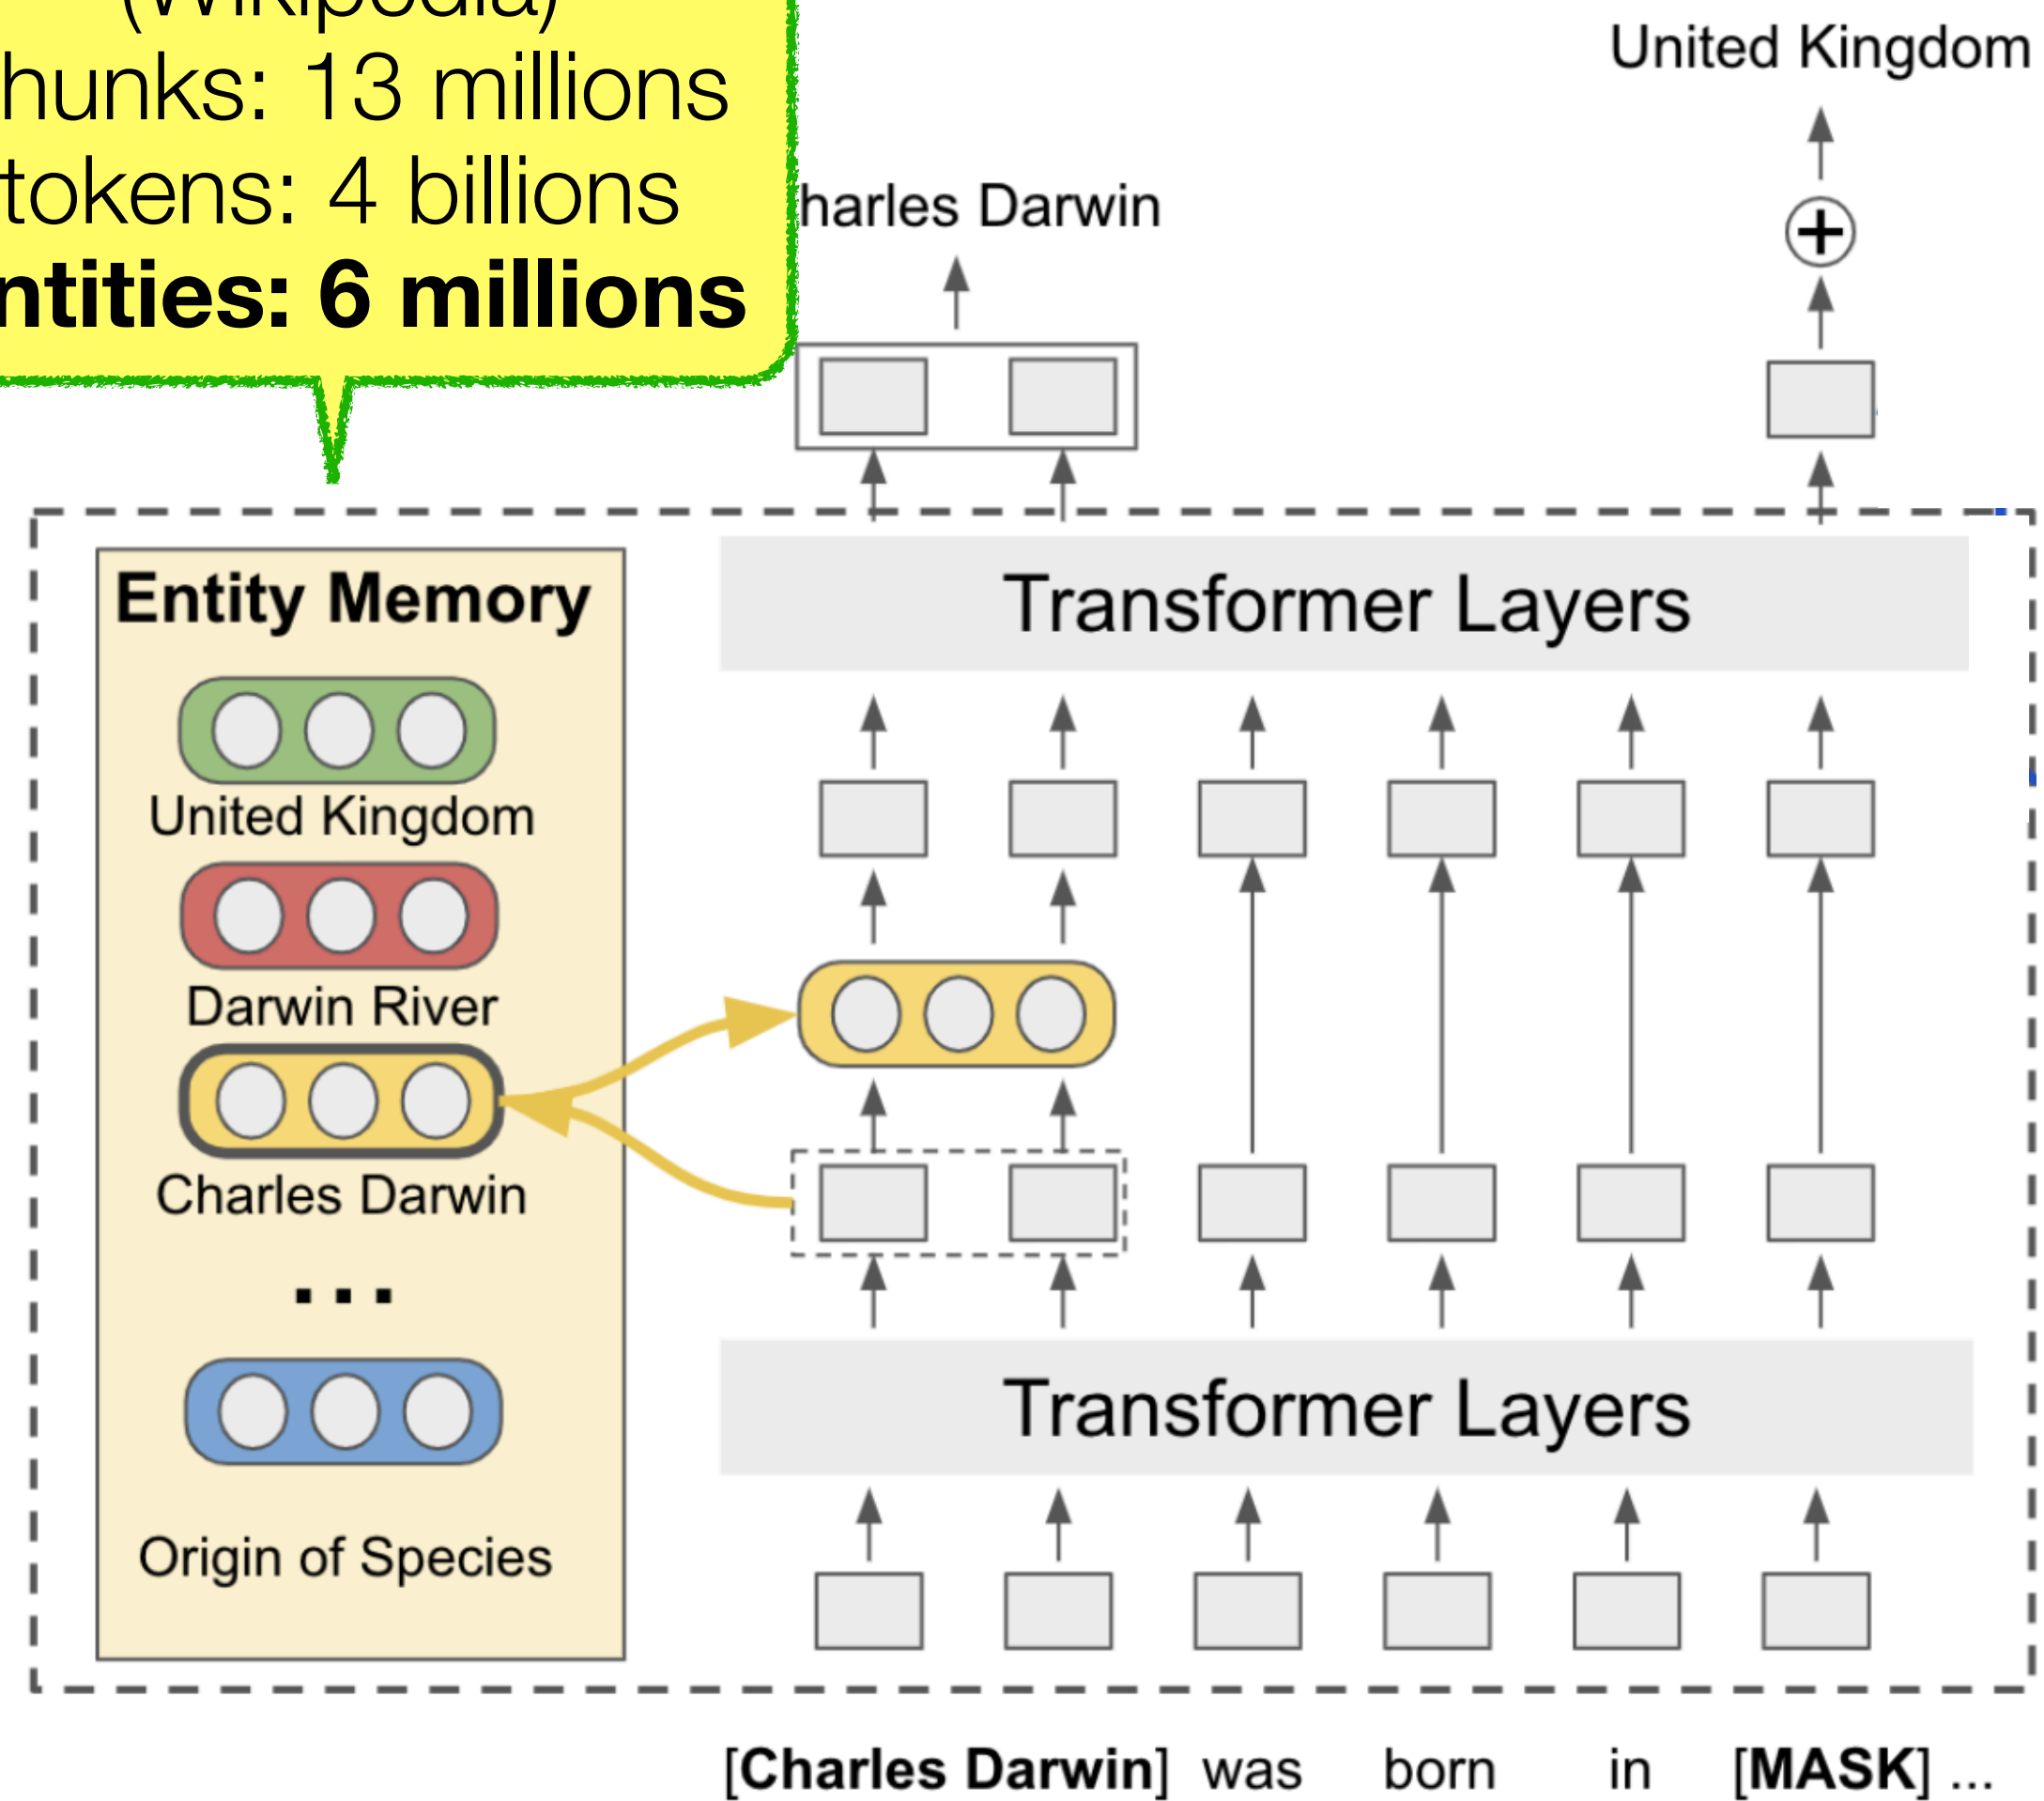 (Wikipedia)
hunks: 13 millions
tokens: 4 billions
ntities: 6 millions
United Kingdom
harles Darwin
Entity Memory
United Kingdom
Darwin River
Charles Darwin
...
Origin of Species
Transformer Layers
Transformer Layers
[Charles Darwin] was born in [MASK] ...